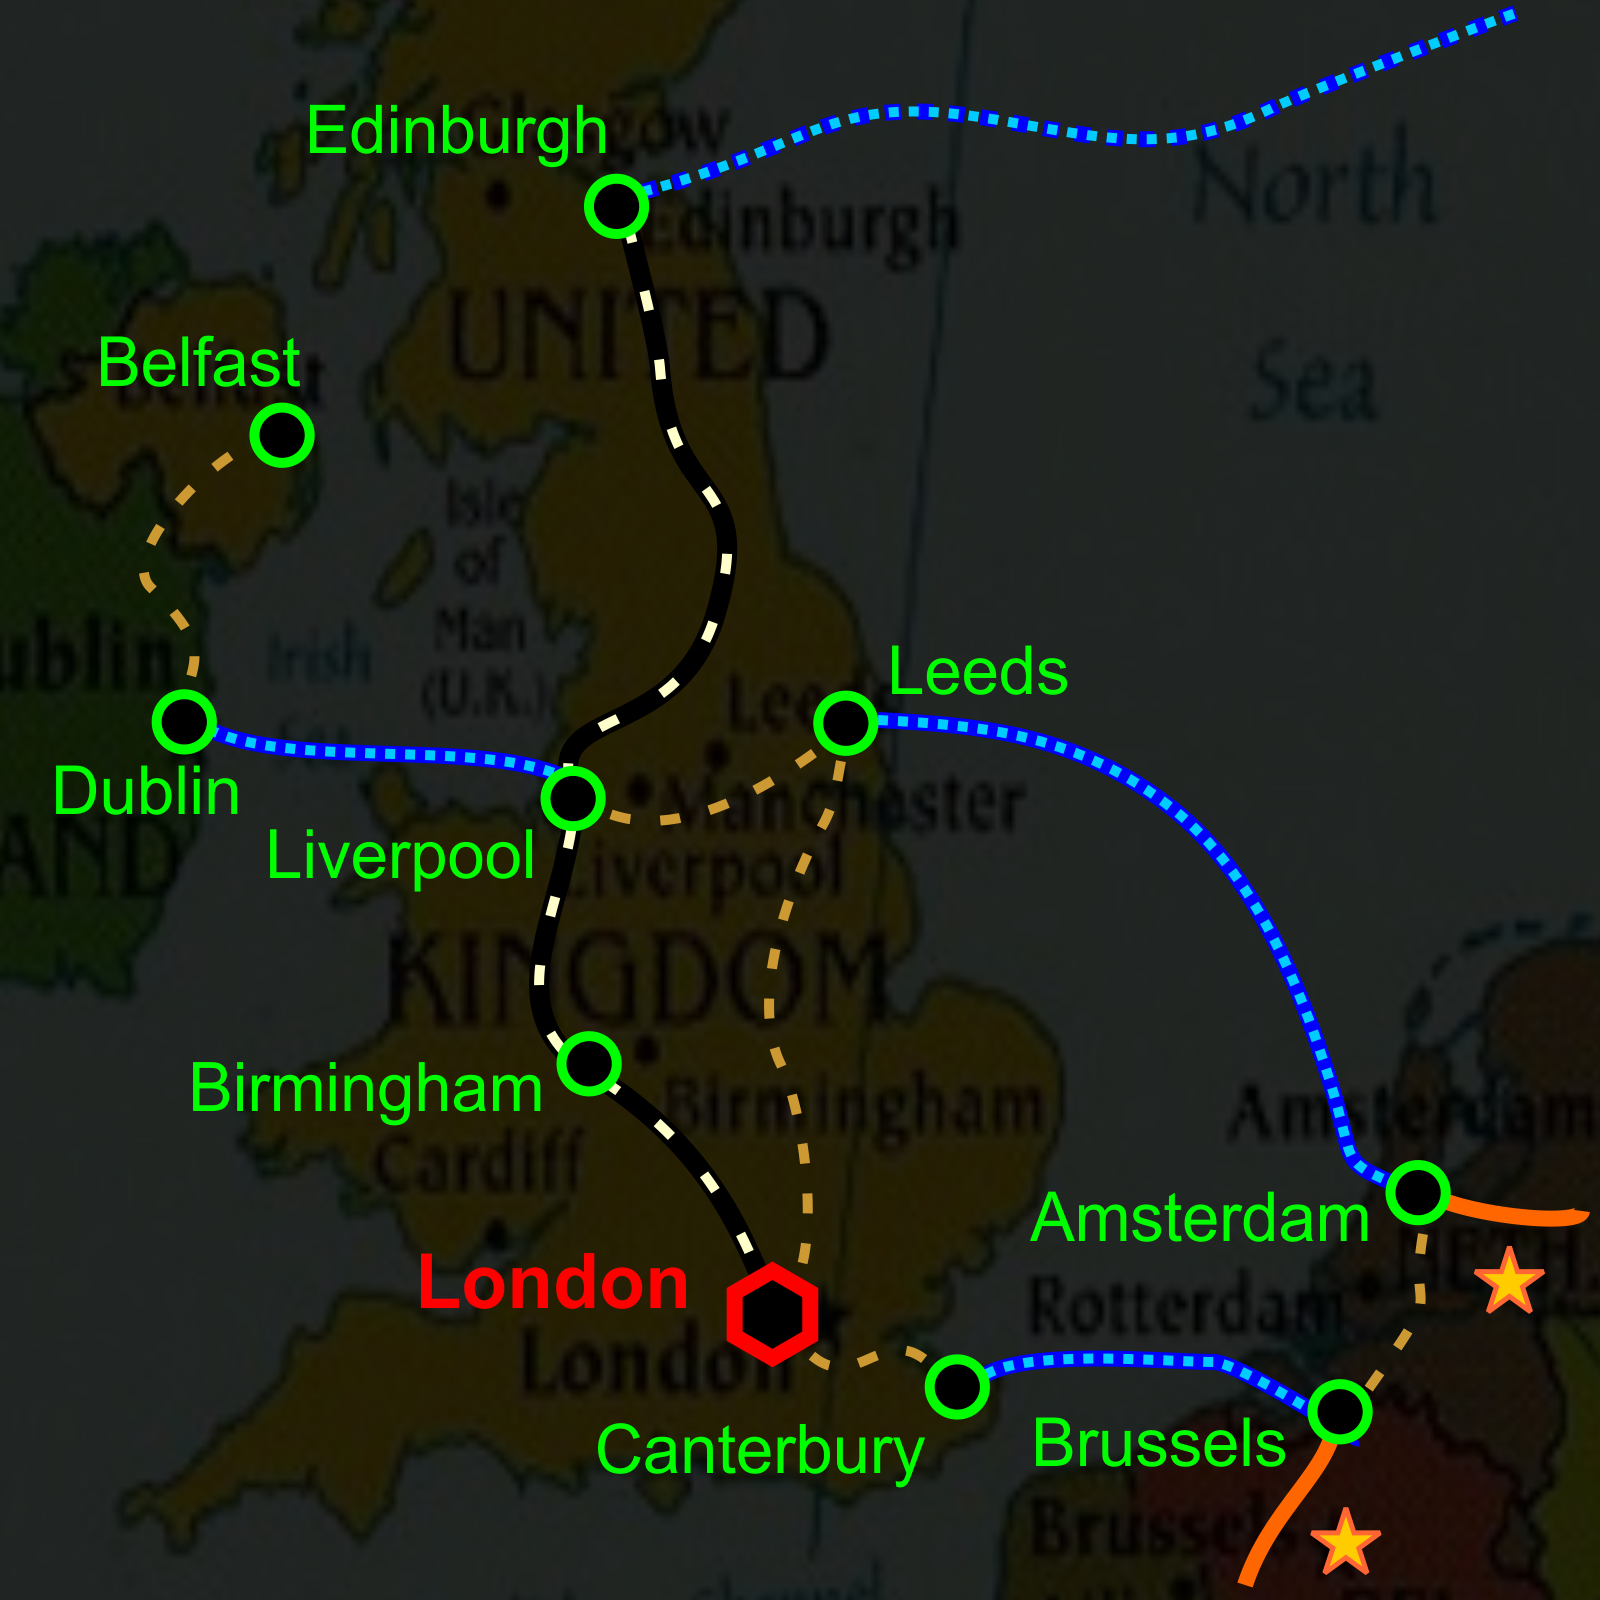 Glasgow
Edinburgh
Edinburgh
North
Sea
UNITED
Belfast
Belfast
Isle
of
Man
(U.K.)
Irish
Sea
Dublin
Leeds
Leeds
Dublin
Manchester
Liverpool
Liverpool
KINGDOM
Birmingham
Birmingham
Amsterdam
Cardiff
Amsterdam
London
Rotterdam
London
Canterbury
Brussels
Brussels